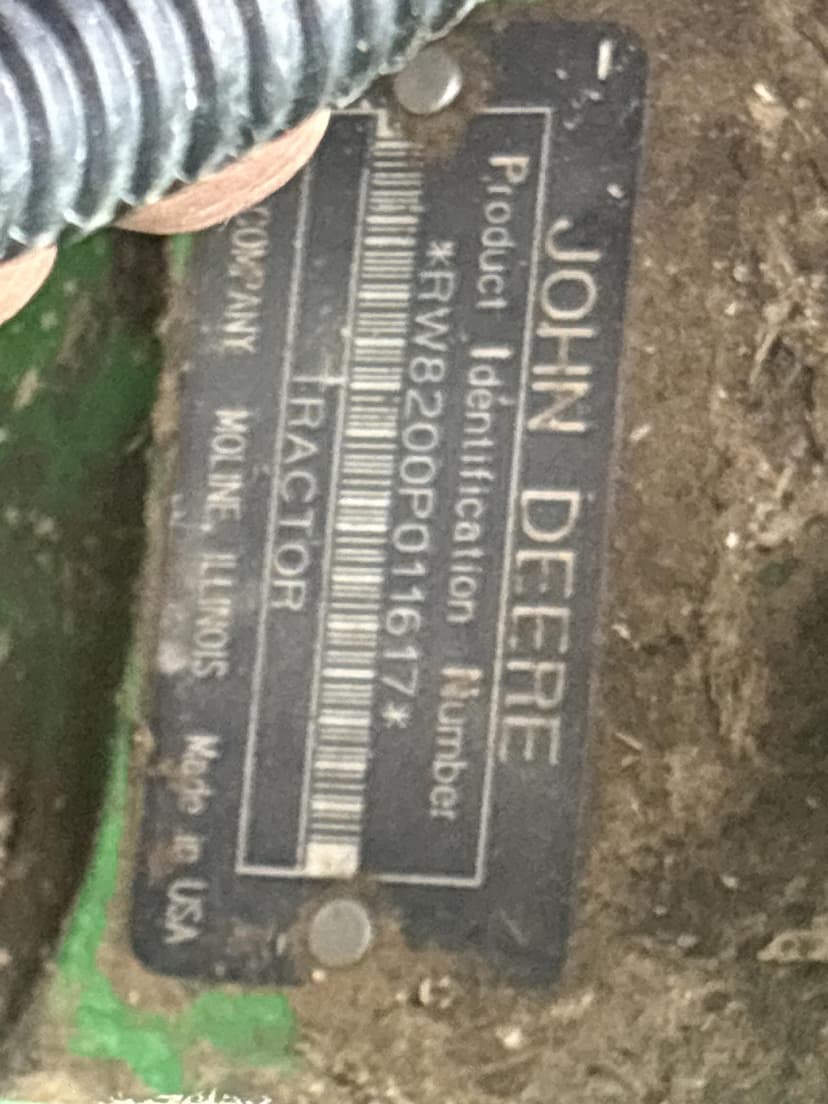 JOHN DEERE
Product Identification Number
*RW8200P011617*
TRACTOR
COMPANY MOLINE, ILLINOIS Made in USA